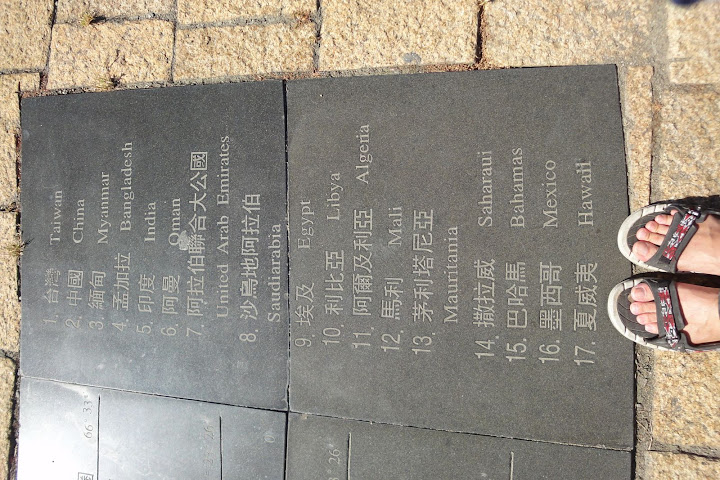 1. 台灣 Taiwan
2. 中國 China
3. 緬甸 Myanmar
4. 孟加拉 Bangladesh
5. 印度 India
6. 阿曼 Oman
7. 阿拉伯聯合大公國
United Arab Emirates
8. 沙烏地阿拉伯
Saudiarabia
9. 埃及 Egypt
10. 利比亞 Libya
11. 阿爾及利亞 Algeria
12. 馬利 Mali
13. 茅利塔尼亞
Mauritania
14. 撒拉威 Saharaui
15. 巴哈馬 Bahamas
16. 墨西哥 Mexico
17. 夏威夷 Hawaii
66°33'